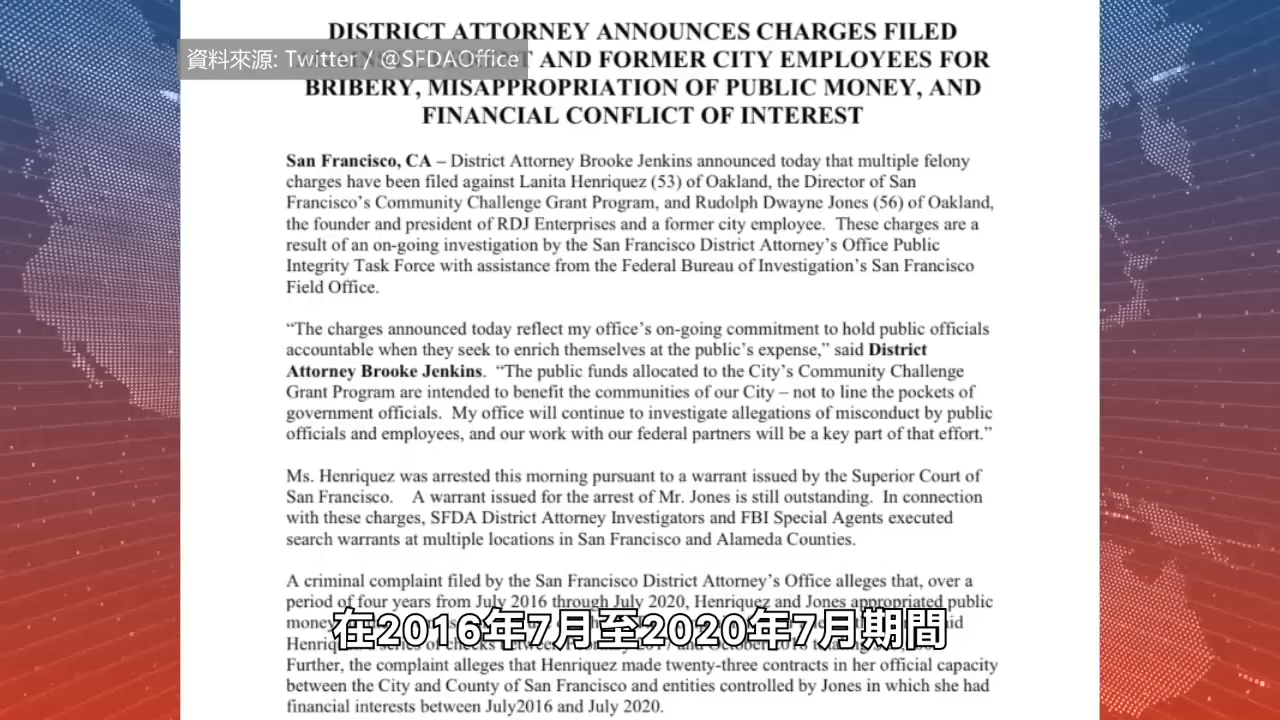 DISTRICT ATTORNEY ANNOUNCES CHARGES FILED
資料來源: Twitter / @SFDAOffice
AND FORMER CITY EMPLOYEES FOR
BRIBERY, MISAPPROPRIATION OF PUBLIC MONEY, AND
FINANCIAL CONFLICT OF INTEREST
San Francisco, CA – District Attorney Brooke Jenkins announced today that multiple felony
charges have been filed against Lanita Henriquez (53) of Oakland, the Director of San
Francisco’s Community Challenge Grant Program, and Rudolph Dwayne Jones (56) of Oakland,
the founder and president of RDJ Enterprises and a former city employee. These charges are a
result of an on-going investigation by the San Francisco District Attorney’s Office Public
Integrity Task Force with assistance from the Federal Bureau of Investigation’s San Francisco
Field Office.
“The charges announced today reflect my office’s on-going commitment to hold public officials
accountable when they seek to enrich themselves at the public’s expense,” said District
Attorney Brooke Jenkins. “The public funds allocated to the City’s Community Challenge
Grant Program are intended to benefit the communities of our City – not to line the pockets of
government officials. My office will continue to investigate allegations of misconduct by public
officials and employees, and our work with our federal partners will be a key part of that effort.”
Ms. Henriquez was arrested this morning pursuant to a warrant issued by the Superior Court of
San Francisco. A warrant issued for the arrest of Mr. Jones is still outstanding. In connection
with these charges, SFDA District Attorney Investigators and FBI Special Agents executed
search warrants at multiple locations in San Francisco and Alameda Counties.
A criminal complaint filed by the San Francisco District Attorney’s Office alleges that, over a
period of four years from July 2016 through July 2020, Henriquez and Jones appropriated public
money
在2016年7月至2020年7月期間
Further, the complaint alleges that Henriquez made twenty-three contracts in her official capacity
between the City and County of San Francisco and entities controlled by Jones in which she had
financial interests between July2016 and July 2020.